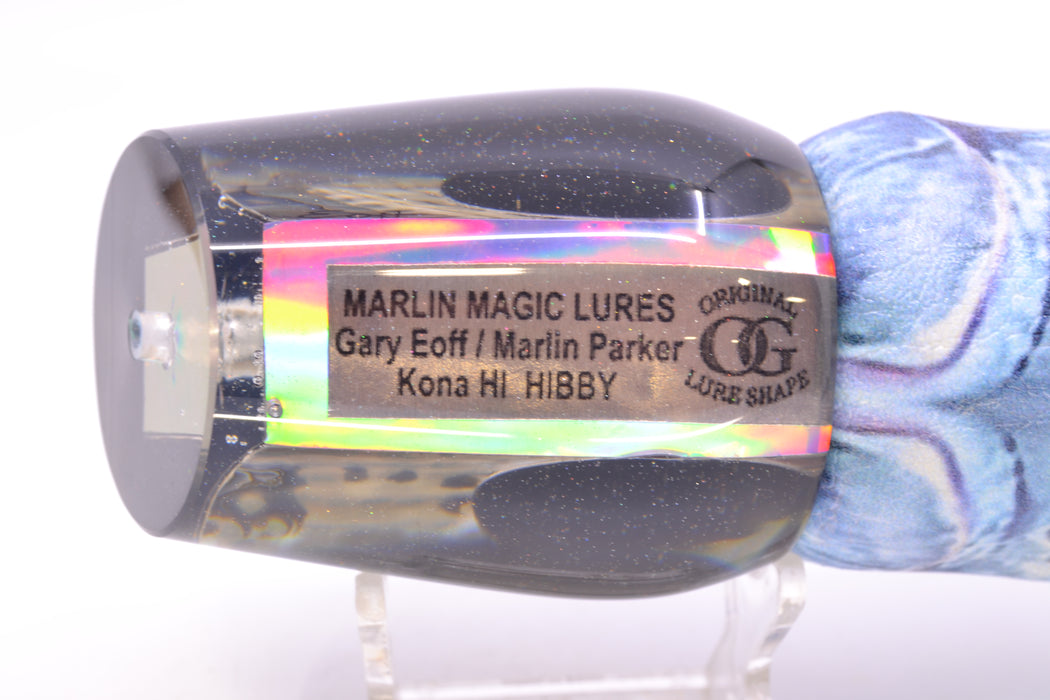 MARLIN MAGIC LURES
Gary Eoff / Marlin Parker
Kona HI HIBBY
ORIGINAL
OG
LURE SHAPE